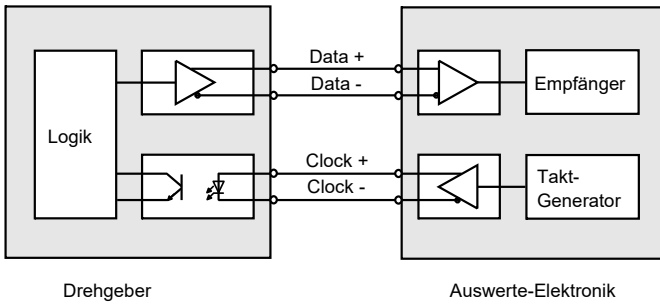 Data +
Data -
Empfänger
Logik
Clock +
Clock -
Takt-
Generator
Drehgeber
Auswerte-Elektronik